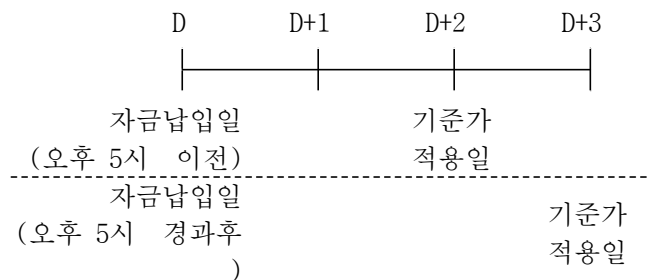 D D+1 D+2 D+3
자금납입일 기준가
(오후 5시 이전) 적용일
자금납입일
(오후 5시 경과후
)
기준가
적용일